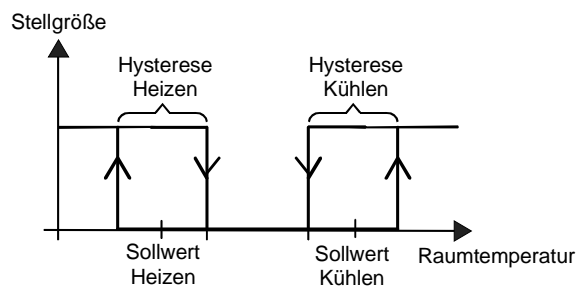 Stellgröße
Hysterese
Heizen
Hysterese
Kühlen
Sollwert
Heizen
Sollwert
Kühlen
Raumtemperatur